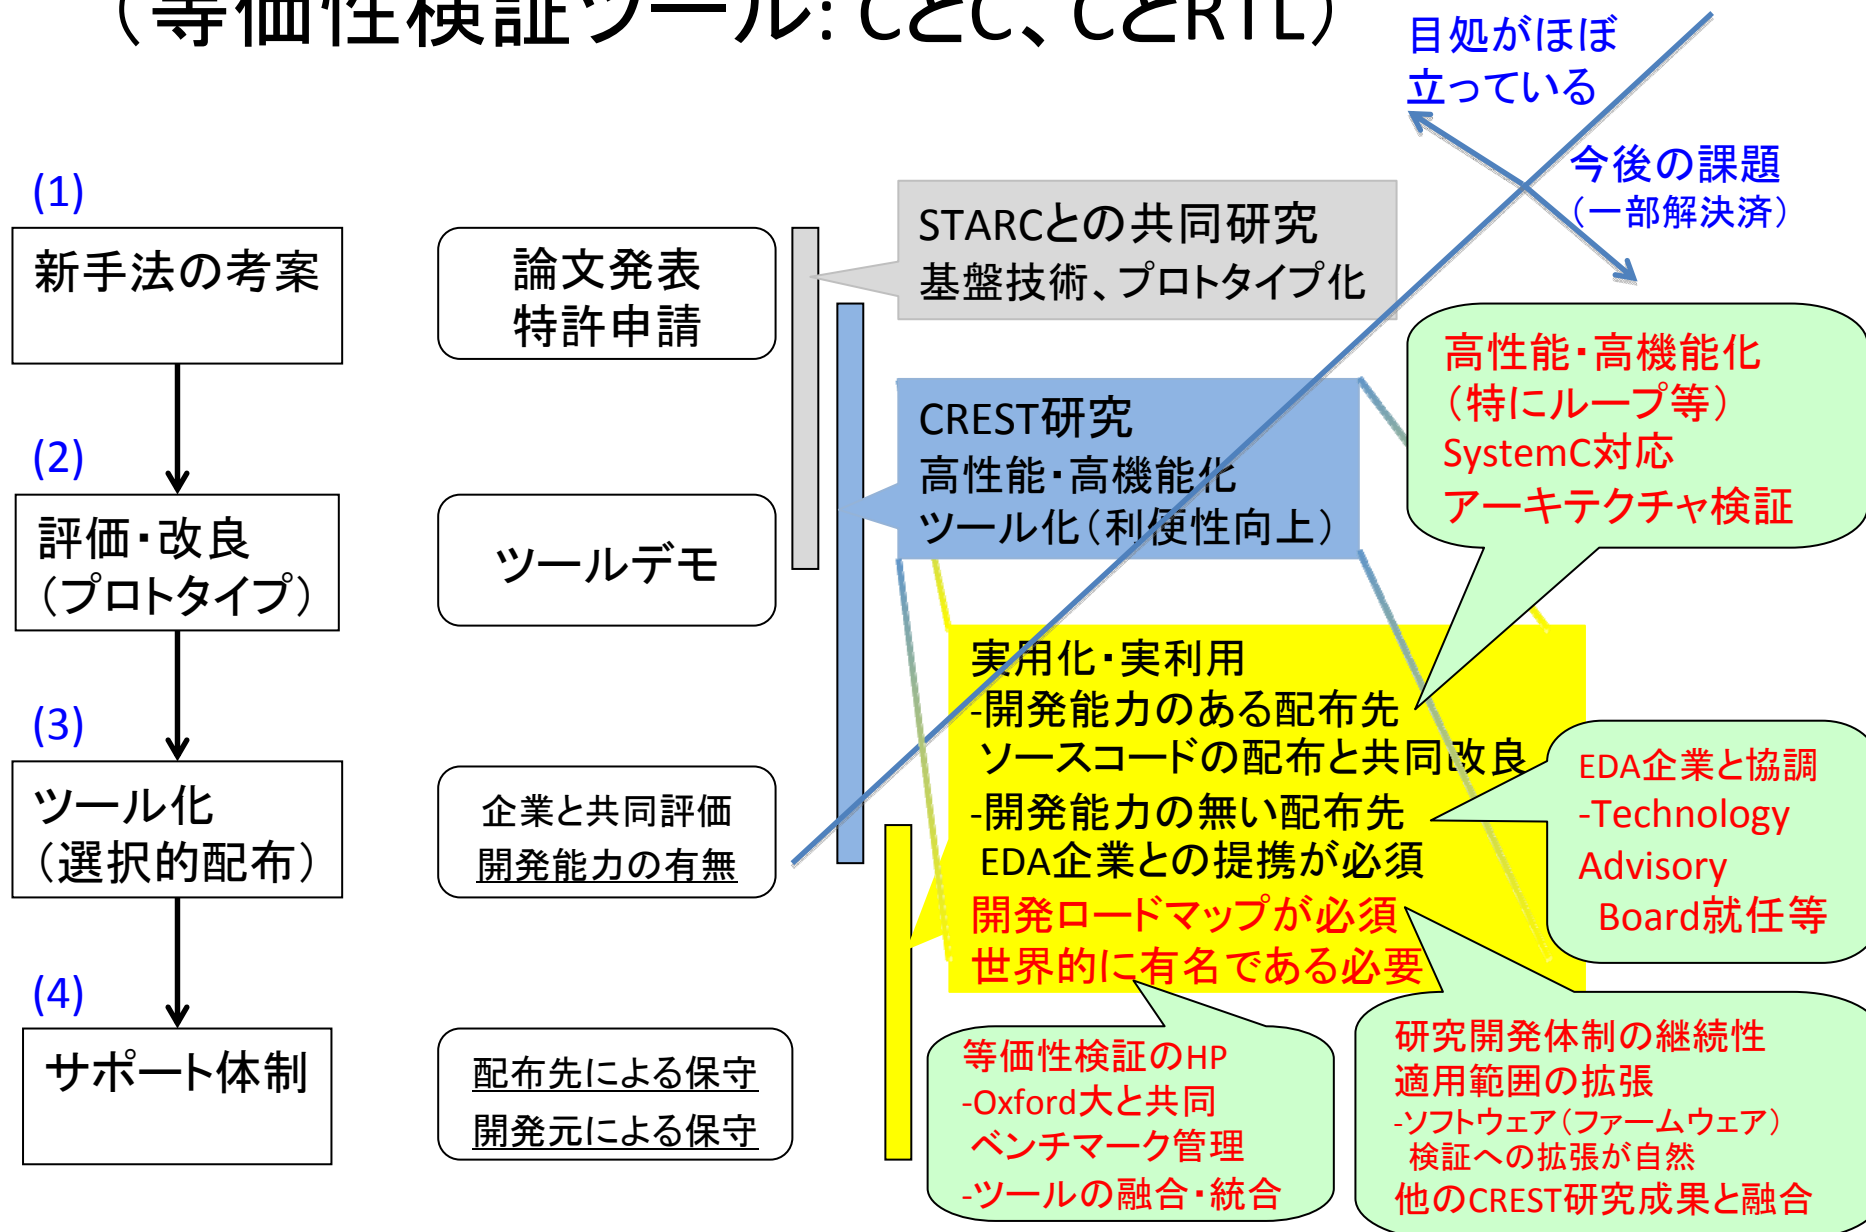 （等価性検証ツール: CとC、CとRTL）
目処がほぼ
立っている
今後の課題
（一部解決済）
(1)
新手法の考案
論文発表
特許申請
STARCとの共同研究
基盤技術、プロトタイプ化
(2)
評価・改良
（プロトタイプ）
ツールデモ
CREST研究
高性能・高機能化
ツール化（利便性向上）
高性能・高機能化
（特にループ等）
SystemC対応
アーキテクチャ検証
(3)
ツール化
（選択的配布）
企業と共同評価
開発能力の有無
実用化・実利用
-開発能力のある配布先
ソースコードの配布と共同改良
-開発能力の無い配布先
EDA企業との提携が必須
開発ロードマップが必須
世界的に有名である必要
EDA企業と協調
-Technology
Advisory
Board就任等
(4)
サポート体制
配布先による保守
開発元による保守
等価性検証のHP
-Oxford大と共同
ベンチマーク管理
-ツールの融合・統合
研究開発体制の継続性
適用範囲の拡張
-ソフトウェア（ファームウェア）
検証への拡張が自然
他のCREST研究成果と融合